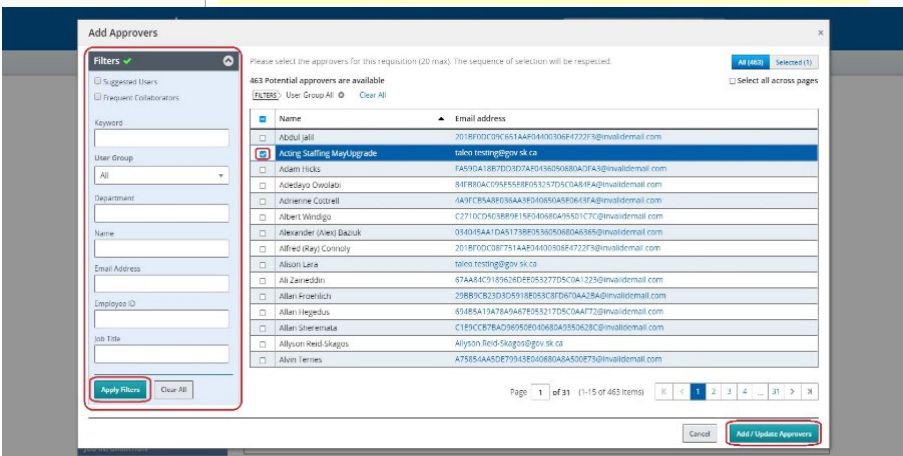 Add Approvers
×
Filters
Suggested Users
Frequent Collaborators
Keyword
User Group
All
Department
Name
Email Address
Employee ID
Job Title
Apply Filters
Clear All
Please select the approvers for this requisition (20 max). The sequence of selection will be respected.
All (463) Selected (1)
463 Potential approvers are available
Select all across pages
FILTERS User Group All Clear All
Name Email address
Abdul Jalil
Acting Staffing MayUpgrade taleo.testing@gov.sk.ca
Adam Hicks
Adedayo Owolabi
Adrienne Cottrell
Albert Windigo
Alexander (Alex) Baziuk
Alfred (Ray) Connoly
Alison Lara taleo.testing@gov.sk.ca
Ali Zaineddin
Allan Froehlich
Allan Hegedus
Allan Sheremata
Allyson Reid-Skagos Allyson.Reid-Skagos@gov.sk.ca
Alvin Ternes
Page 1 of 31 (1-15 of 463 items) 1 2 3 4 ... 31
Cancel Add / Update Approvers